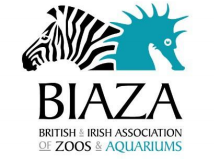 BIAZA
BRITISH & IRISH ASSOCIATION
OF ZOOS & AQUARIUMS